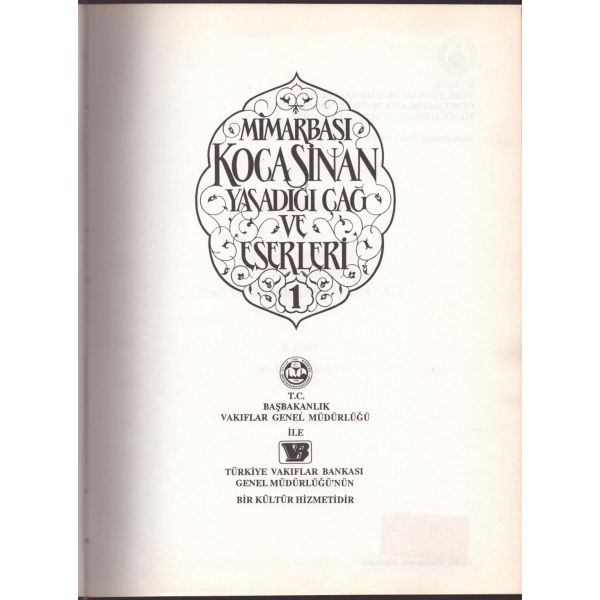 MİMARBAŞI
KOCA SİNAN
YAŞADIĞI ÇAĞ
VE
ESERLERİ
1
T.C.
BAŞBAKANLIK
VAKIFLAR GENEL MÜDÜRLÜĞÜ
İLE
VB
TÜRKİYE VAKIFLAR BANKASI
GENEL MÜDÜRLÜĞÜ'NÜN
BİR KÜLTÜR HİZMETİDİR